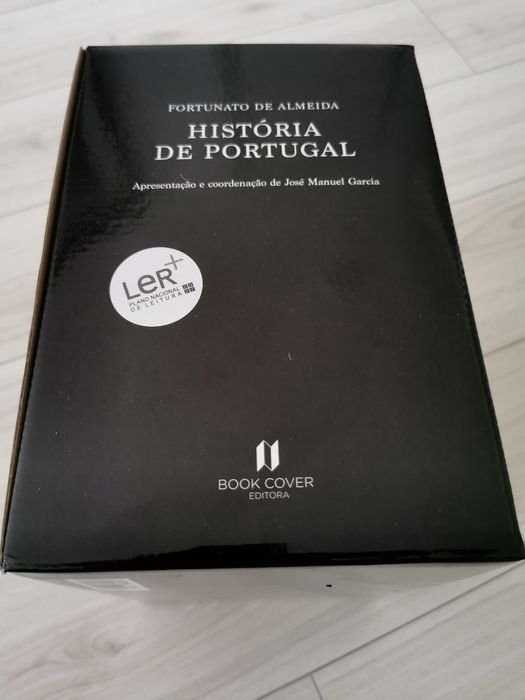 FORTUNATO DE ALMEIDA
HISTÓRIA
DE PORTUGAL
Apresentação e coordenação de José Manuel Garcia
LeR+
PLANO NACIONAL
DE LEITURA
BOOK COVER
EDITORA